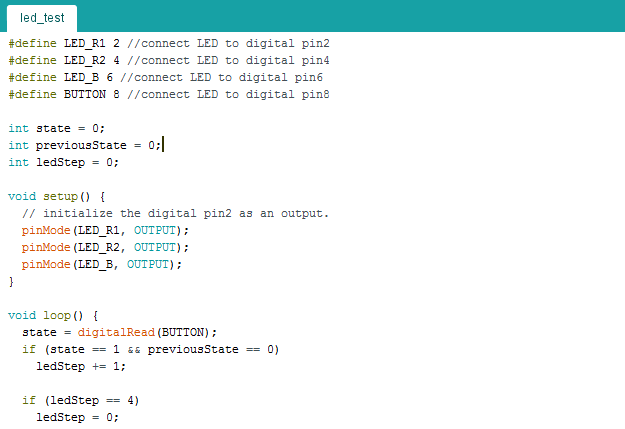 led_test
#define LED_R1 2 //connect LED to digital pin2
#define LED_R2 4 //connect LED to digital pin4
#define LED_B 6 //connect LED to digital pin6
#define BUTTON 8 //connect LED to digital pin8
int state = 0;
int previousState = 0;
int ledStep = 0;
void setup() {
// initialize the digital pin2 as an output.
pinMode(LED_R1, OUTPUT);
pinMode(LED_R2, OUTPUT);
pinMode(LED_B, OUTPUT);
}
void loop() {
state = digitalRead(BUTTON);
if (state == 1 && previousState == 0)
ledStep += 1;
if (ledStep == 4)
ledStep = 0;